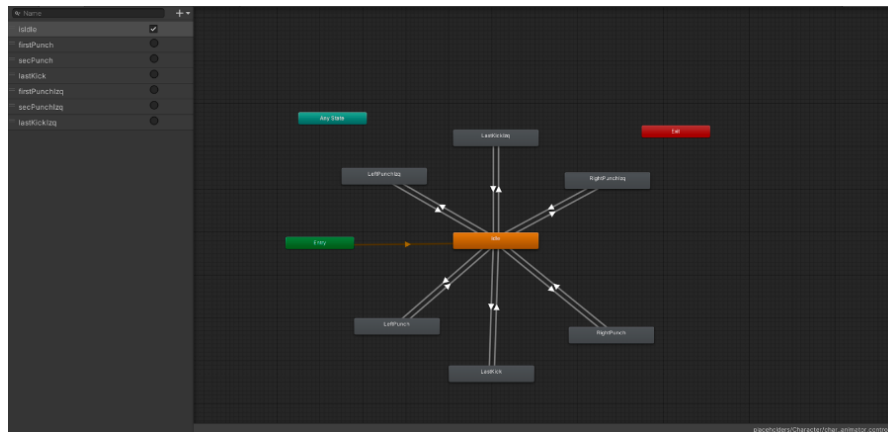 Name
isIdle
firstPunch
secPunch
lastKick
firstPunchIzq
secPunchIzq
lastKickIzq
Any State
LastKickIzq
Exit
LeftPunchIzq
RightPunchIzq
Entry
Idle
LeftPunch
RightPunch
LastKick
placeholders/Character/char_animator.contro